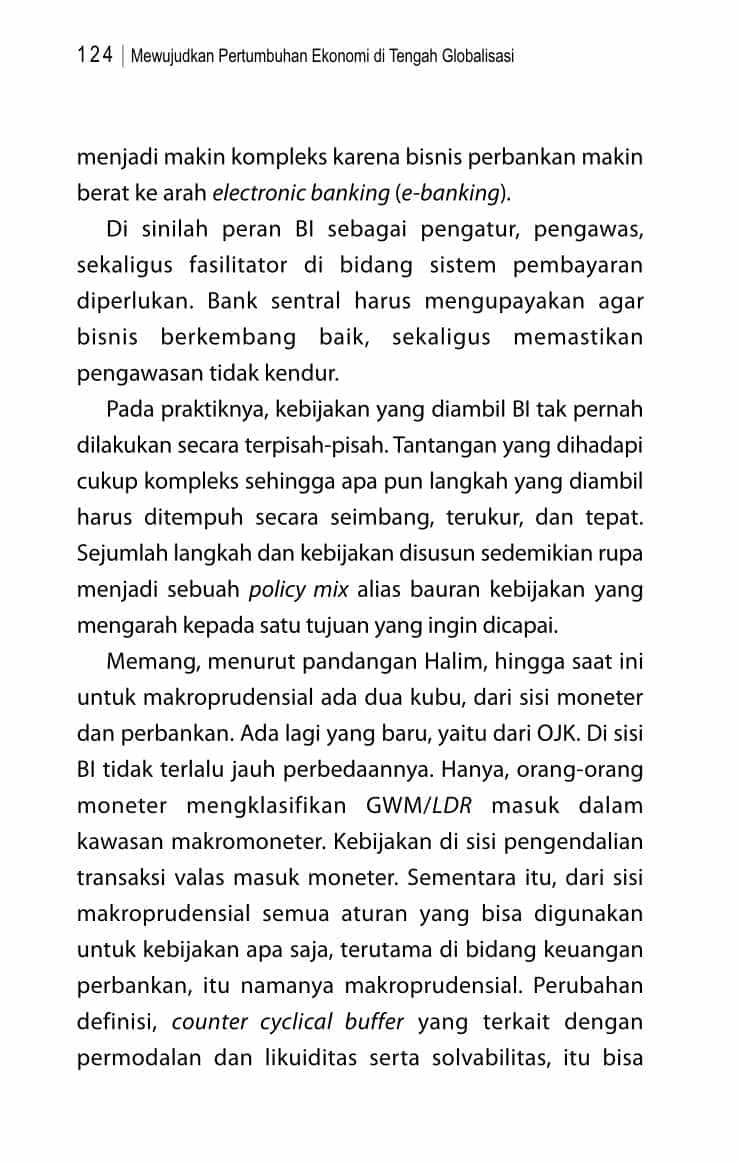 124 | Mewujudkan Pertumbuhan Ekonomi di Tengah Globalisasi
menjadi makin kompleks karena bisnis perbankan makin
berat ke arah electronic banking (e-banking).
Di sinilah peran BI sebagai pengatur, pengawas,
sekaligus fasilitator di bidang sistem pembayaran
diperlukan. Bank sentral harus mengupayakan agar
bisnis berkembang baik, sekaligus memastikan
pengawasan tidak kendur.
Pada praktiknya, kebijakan yang diambil BI tak pernah
dilakukan secara terpisah-pisah. Tantangan yang dihadapi
cukup kompleks sehingga apa pun langkah yang diambil
harus ditempuh secara seimbang, terukur, dan tepat.
Sejumlah langkah dan kebijakan disusun sedemikian rupa
menjadi sebuah policy mix alias bauran kebijakan yang
mengarah kepada satu tujuan yang ingin dicapai.
Memang, menurut pandangan Halim, hingga saat ini
untuk makroprudensial ada dua kubu, dari sisi moneter
dan perbankan. Ada lagi yang baru, yaitu dari OJK. Di sisi
BI tidak terlalu jauh perbedaannya. Hanya, orang-orang
moneter mengklasifikan GWM/LDR masuk dalam
kawasan makromoneter. Kebijakan di sisi pengendalian
transaksi valas masuk moneter. Sementara itu, dari sisi
makroprudensial semua aturan yang bisa digunakan
untuk kebijakan apa saja, terutama di bidang keuangan
perbankan, itu namanya makroprudensial. Perubahan
definisi, counter cyclical buffer yang terkait dengan
permodalan dan likuiditas serta solvabilitas, itu bisa